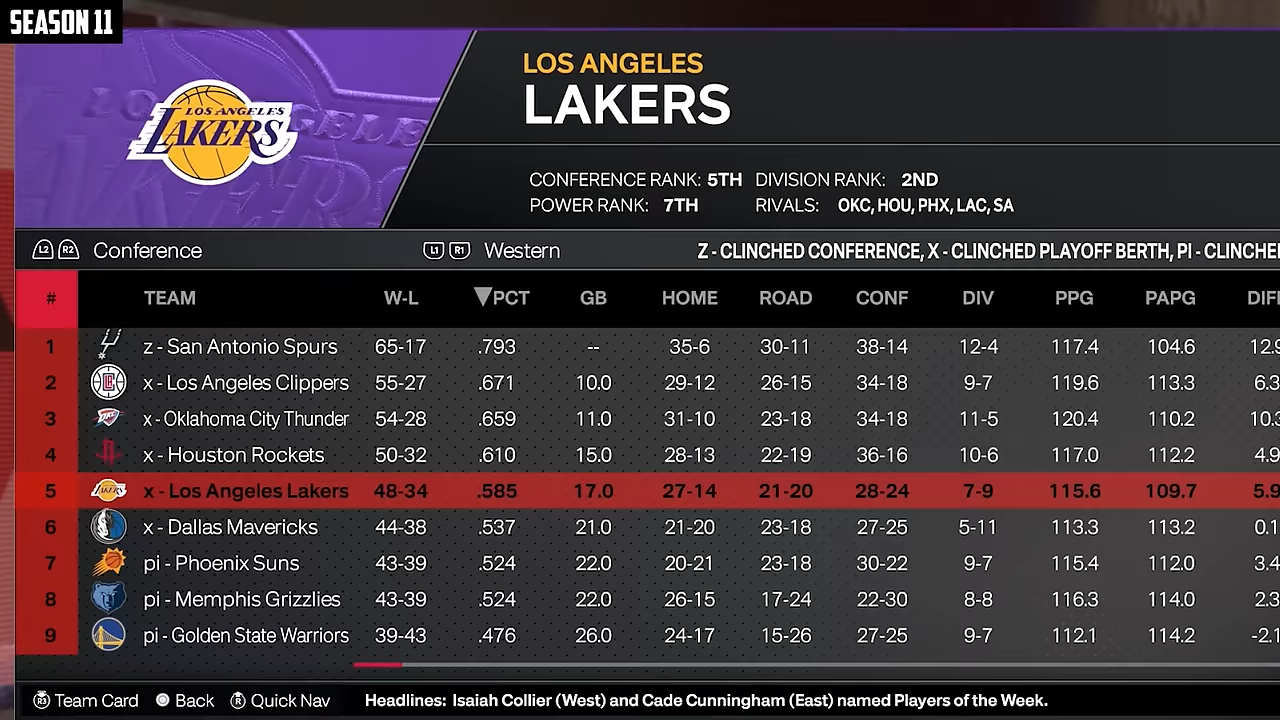 SEASON 11
LOS ANGELES
LAKERS
LOS ANGELES
LAKERS
CONFERENCE RANK: 5TH DIVISION RANK: 2ND
POWER RANK: 7TH RIVALS: OKC, HOU, PHX, LAC, SA
L2 R2 Conference L1 R1 Western Z - CLINCHED CONFERENCE, X - CLINCHED PLAYOFF BERTH, PI - CLINCHE
# TEAM W-L PCT GB HOME ROAD CONF DIV PPG PAPG DIFF
1 z - San Antonio Spurs 65-17 .793 -- 35-6 30-11 38-14 12-4 117.4 104.6 12.9
2 x - Los Angeles Clippers 55-27 .671 10.0 29-12 26-15 34-18 9-7 119.6 113.3 6.3
3 x - Oklahoma City Thunder 54-28 .659 11.0 31-10 23-18 34-18 11-5 120.4 110.2 10.3
4 x - Houston Rockets 50-32 .610 15.0 28-13 22-19 36-16 10-6 117.0 112.2 4.9
5 x - Los Angeles Lakers 48-34 .585 17.0 27-14 21-20 28-24 7-9 115.6 109.7 5.9
6 x - Dallas Mavericks 44-38 .537 21.0 21-20 23-18 27-25 5-11 113.3 113.2 0.1
7 pi - Phoenix Suns 43-39 .524 22.0 20-21 23-18 30-22 9-7 115.4 112.0 3.4
8 pi - Memphis Grizzlies 43-39 .524 22.0 26-15 17-24 22-30 8-8 116.3 114.0 2.3
9 pi - Golden State Warriors 39-43 .476 26.0 24-17 15-26 27-25 9-7 112.1 114.2 -2.1
R3 Team Card Back R Quick Nav Headlines: Isaiah Collier (West) and Cade Cunningham (East) named Players of the Week.